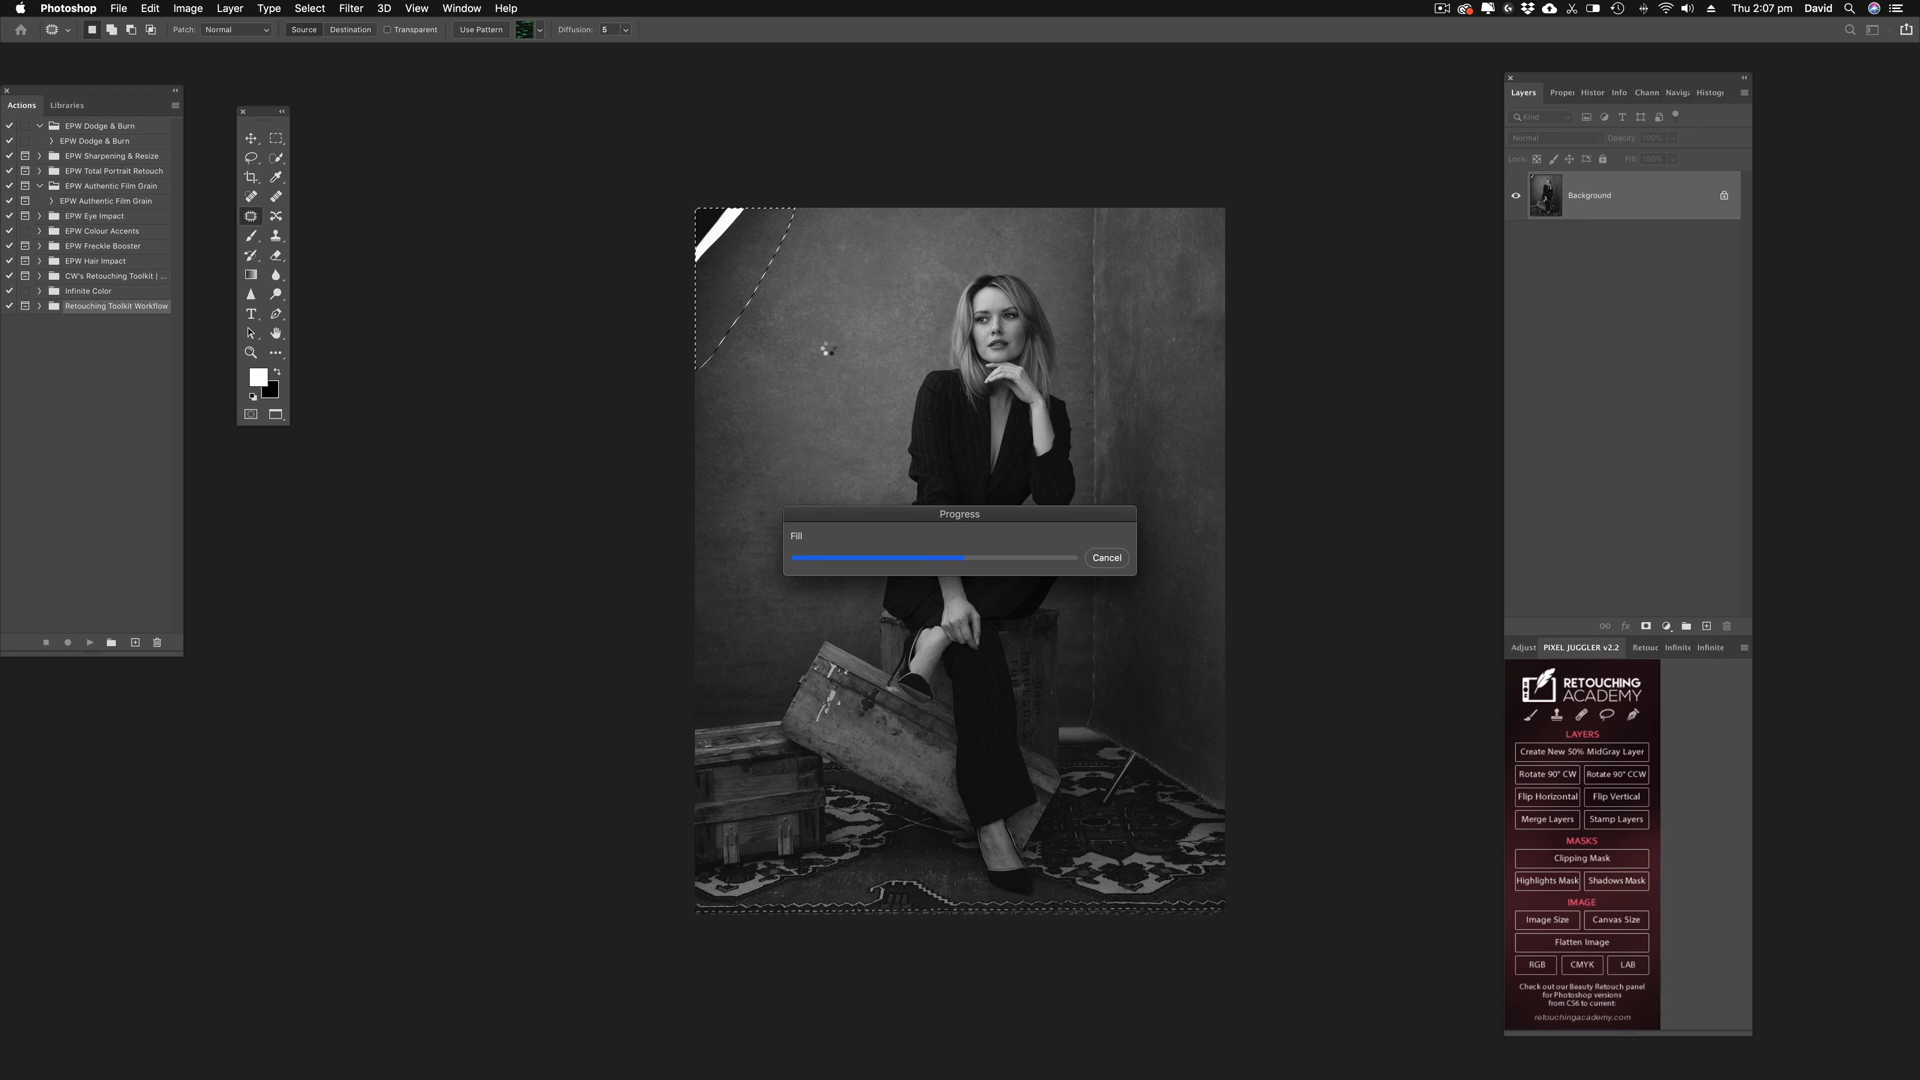 Photoshop File Edit Image Layer Type Select Filter 3D View Window Help
Thu 2:07 pm David
Patch: Normal Source Destination Transparent Use Pattern Diffusion: 5
Actions Libraries
EPW Dodge & Burn
EPW Dodge & Burn
EPW Sharpening & Resize
EPW Total Portrait Retouch
EPW Authentic Film Grain
EPW Authentic Film Grain
EPW Eye Impact
EPW Colour Accents
EPW Freckle Booster
EPW Hair Impact
CW's Retouching Toolkit | ...
Infinite Color
Retouching Toolkit Workflow
Progress
Fill
Cancel
Layers Proper Histor Info Chann Naviga Histogr
Kind
Normal Opacity: 100%
Lock: Fill: 100%
Background
Adjust PIXEL JUGGLER v2.2 Retouc Infinite Infinite
RETOUCHING
ACADEMY
LAYERS
Create New 50% MidGray Layer
Rotate 90° CW Rotate 90° CCW
Flip Horizontal Flip Vertical
Merge Layers Stamp Layers
MASKS
Clipping Mask
Highlights Mask Shadows Mask
IMAGE
Image Size Canvas Size
Flatten Image
RGB CMYK LAB
Check out our Beauty Retouch panel
for Photoshop versions
from CS6 to current:
retouchingacademy.com